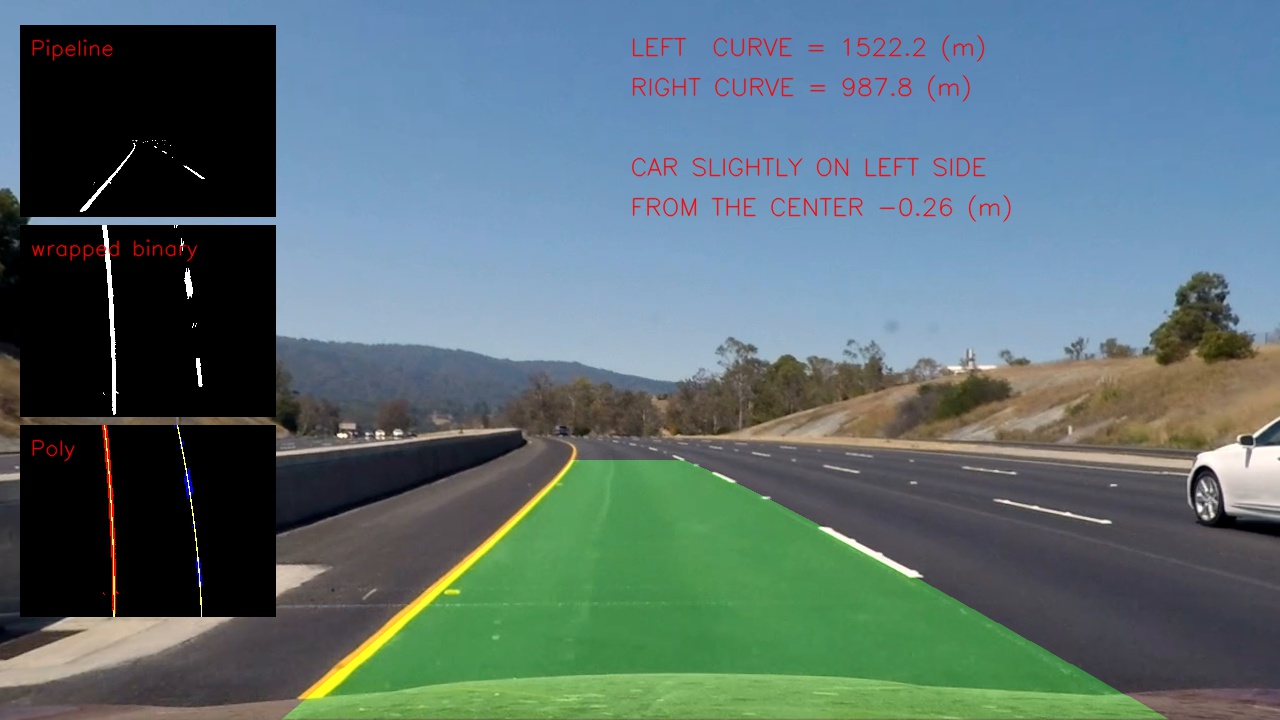 Pipeline
LEFT CURVE = 1522.2 (m)
RIGHT CURVE = 987.8 (m)
CAR SLIGHTLY ON LEFT SIDE
FROM THE CENTER -0.26 (m)
wrapped binary
Poly